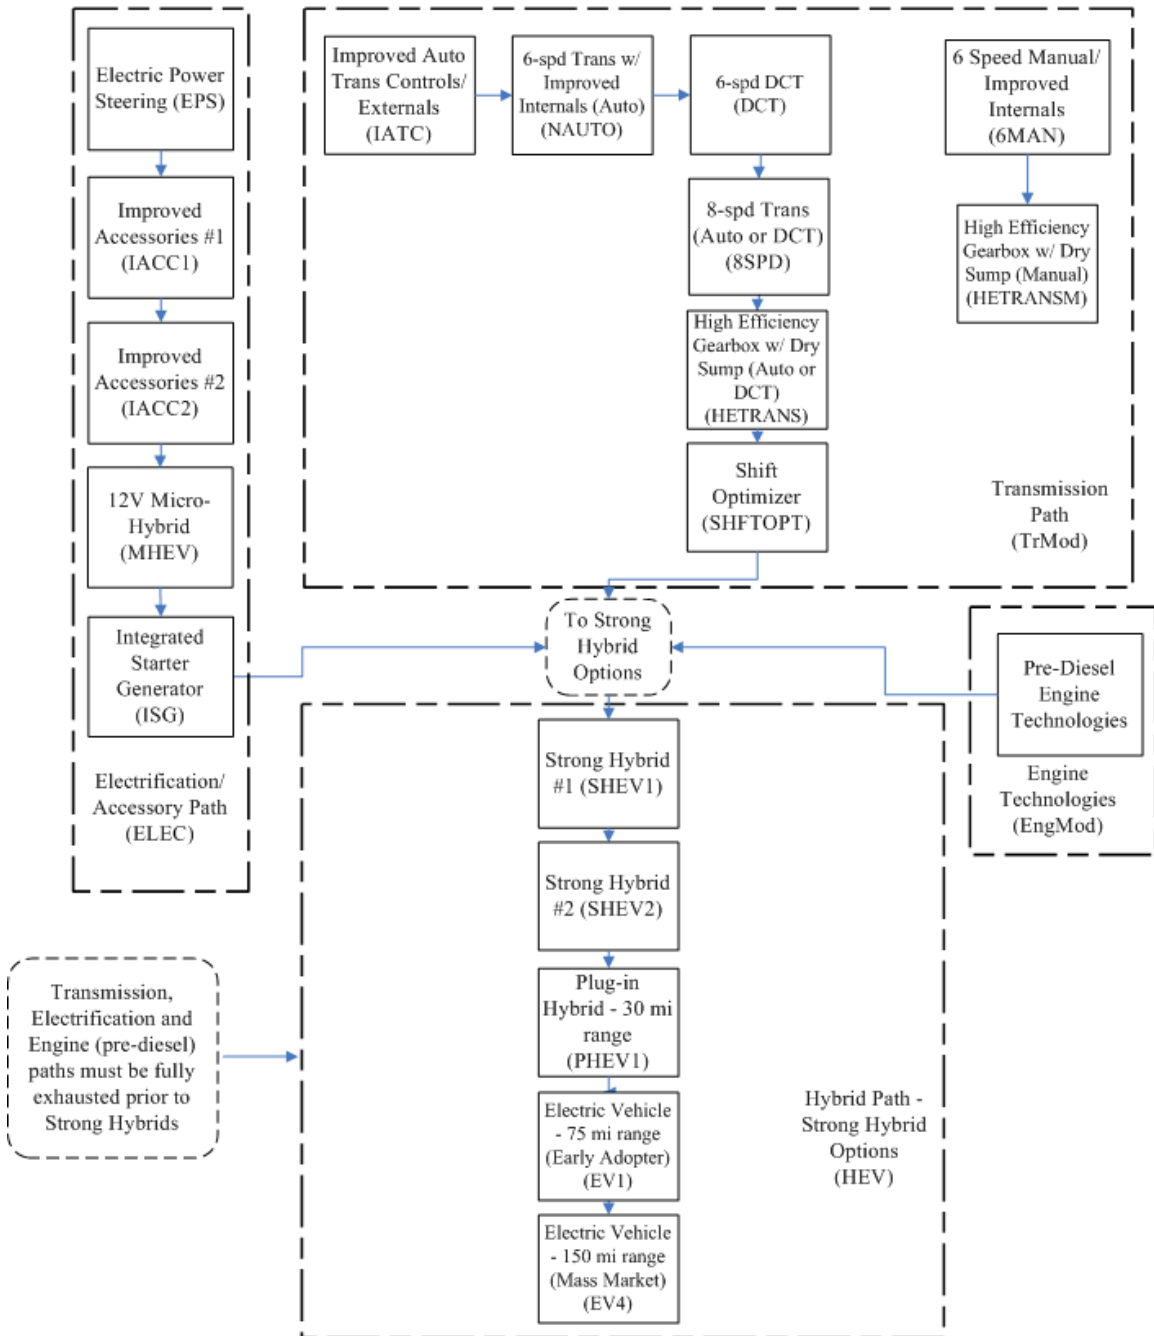 Electric Power
Steering (EPS)
Improved
Accessories #1
(IACC1)
Improved
Accessories #2
(IACC2)
12V Micro-
Hybrid
(MHEV)
Integrated
Starter
Generator
(ISG)
Electrification/
Accessory Path
(ELEC)
Improved Auto
Trans Controls/
Externals
(IATC)
6-spd Trans w/
Improved
Internals (Auto)
(NAUTO)
6-spd DCT
(DCT)
8-spd Trans
(Auto or DCT)
(8SPD)
High Efficiency
Gearbox w/ Dry
Sump (Auto or
DCT)
(HETRANS)
Shift
Optimizer
(SHFTOPT)
6 Speed Manual/
Improved
Internals
(6MAN)
High Efficiency
Gearbox w/ Dry
Sump (Manual)
(HETRANSM)
Transmission
Path
(TrMod)
To Strong
Hybrid
Options
Pre-Diesel
Engine
Technologies
Engine
Technologies
(EngMod)
Strong Hybrid
#1 (SHEV1)
Strong Hybrid
#2 (SHEV2)
Plug-in
Hybrid - 30 mi
range
(PHEV1)
Electric Vehicle
- 75 mi range
(Early Adopter)
(EV1)
Electric Vehicle
- 150 mi range
(Mass Market)
(EV4)
Hybrid Path -
Strong Hybrid
Options
(HEV)
Transmission,
Electrification and
Engine (pre-diesel)
paths must be fully
exhausted prior to
Strong Hybrids